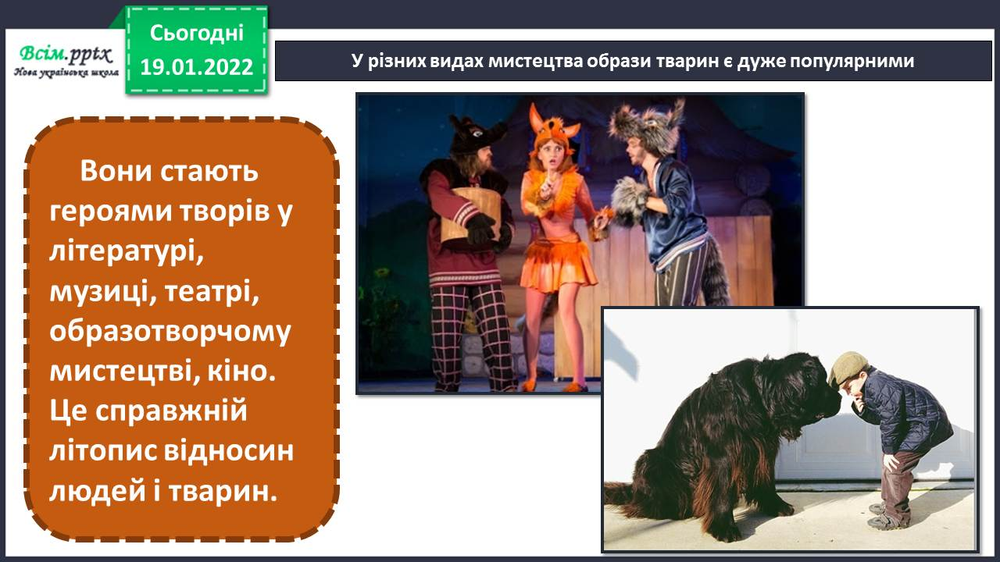 Всім.pptx
Нова українська школа
Сьогодні
19.01.2022
У різних видах мистецтва образи тварин є дуже популярними
Вони стають
героями творів у
літературі,
музиці, театрі,
образотворчому
мистецтві, кіно.
Це справжній
літопис відносин
людей і тварин.